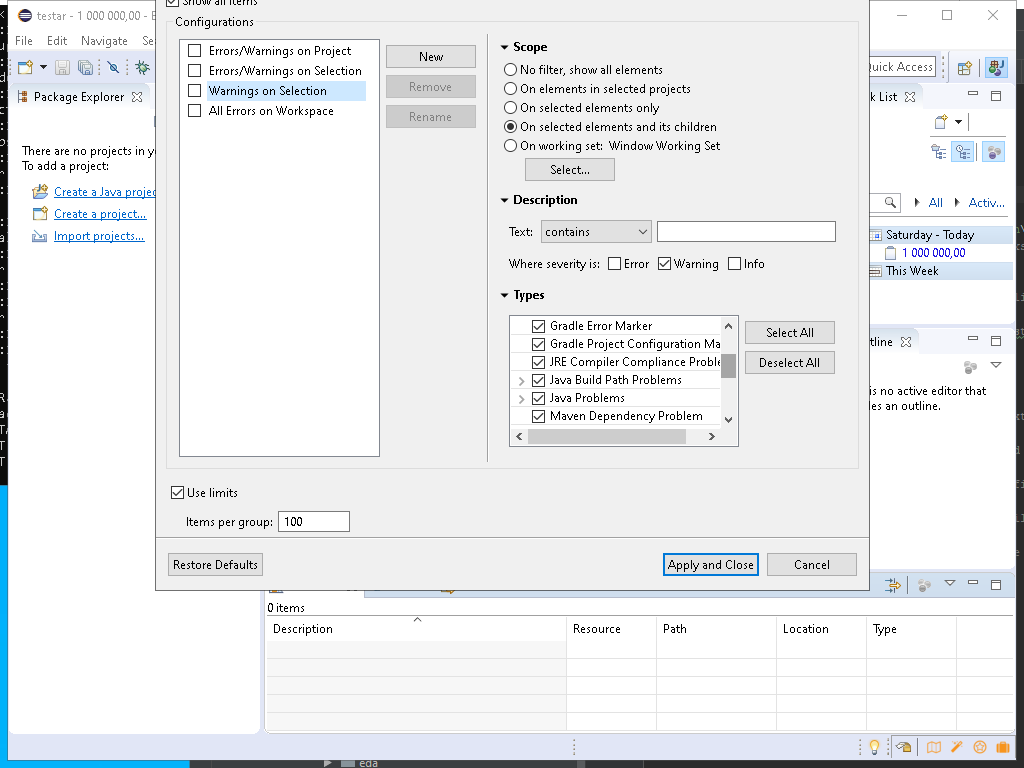 Show all items
testar - 1 000 000,00 - E
Configurations
File Edit Navigate Se
Errors/Warnings on Project
Errors/Warnings on Selection
Warnings on Selection
All Errors on Workspace
New
Remove
Rename
Scope
No filter, show all elements
On elements in selected projects
On selected elements only
On selected elements and its children
On working set: Window Working Set
Select...
Quick Access
Package Explorer
k List
There are no projects in y
To add a project:
Create a Java projec
Create a project...
Import projects...
Description
Text: contains
Where severity is: Error Warning Info
All Activ...
Saturday - Today
1 000 000,00
This Week
Types
Gradle Error Marker
Gradle Project Configuration Ma
JRE Compiler Compliance Proble
Java Build Path Problems
Java Problems
Maven Dependency Problem
Select All
Deselect All
tline
is no active editor that
les an outline.
Use limits
Items per group: 100
Restore Defaults
Apply and Close
Cancel
0 items
Description Resource Path Location Type
eda